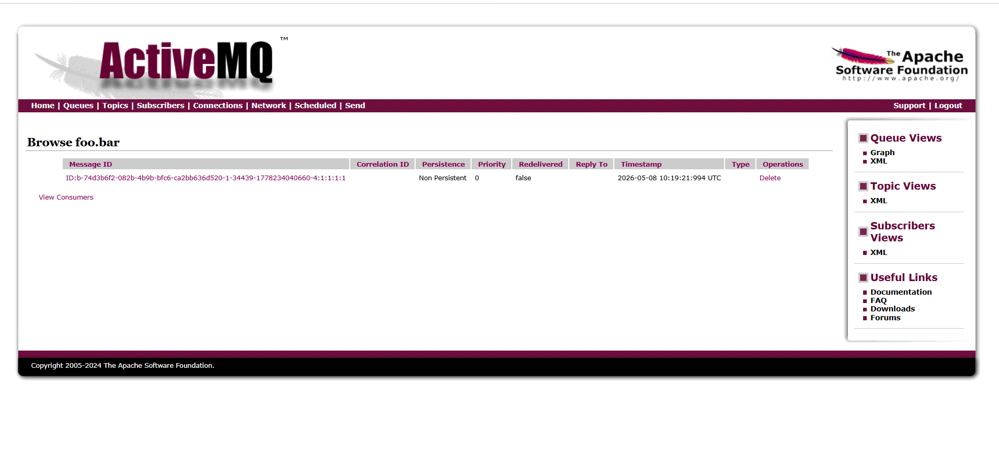 ActiveMQ ™
The Apache
Software Foundation
http://www.apache.org/
Home | Queues | Topics | Subscribers | Connections | Network | Scheduled | Send
Support | Logout
Browse foo.bar
Message ID Correlation ID Persistence Priority Redelivered Reply To Timestamp Type Operations
ID:b-74d3b6f2-082b-4b9b-bfc6-ca2bb636d520-1-34439-1778234040660-4:1:1:1:1 Non Persistent 0 false 2026-05-08 10:19:21:994 UTC Delete
View Consumers
Queue Views
Graph
XML
Topic Views
XML
Subscribers
Views
XML
Useful Links
Documentation
FAQ
Downloads
Forums
Copyright 2005-2024 The Apache Software Foundation.